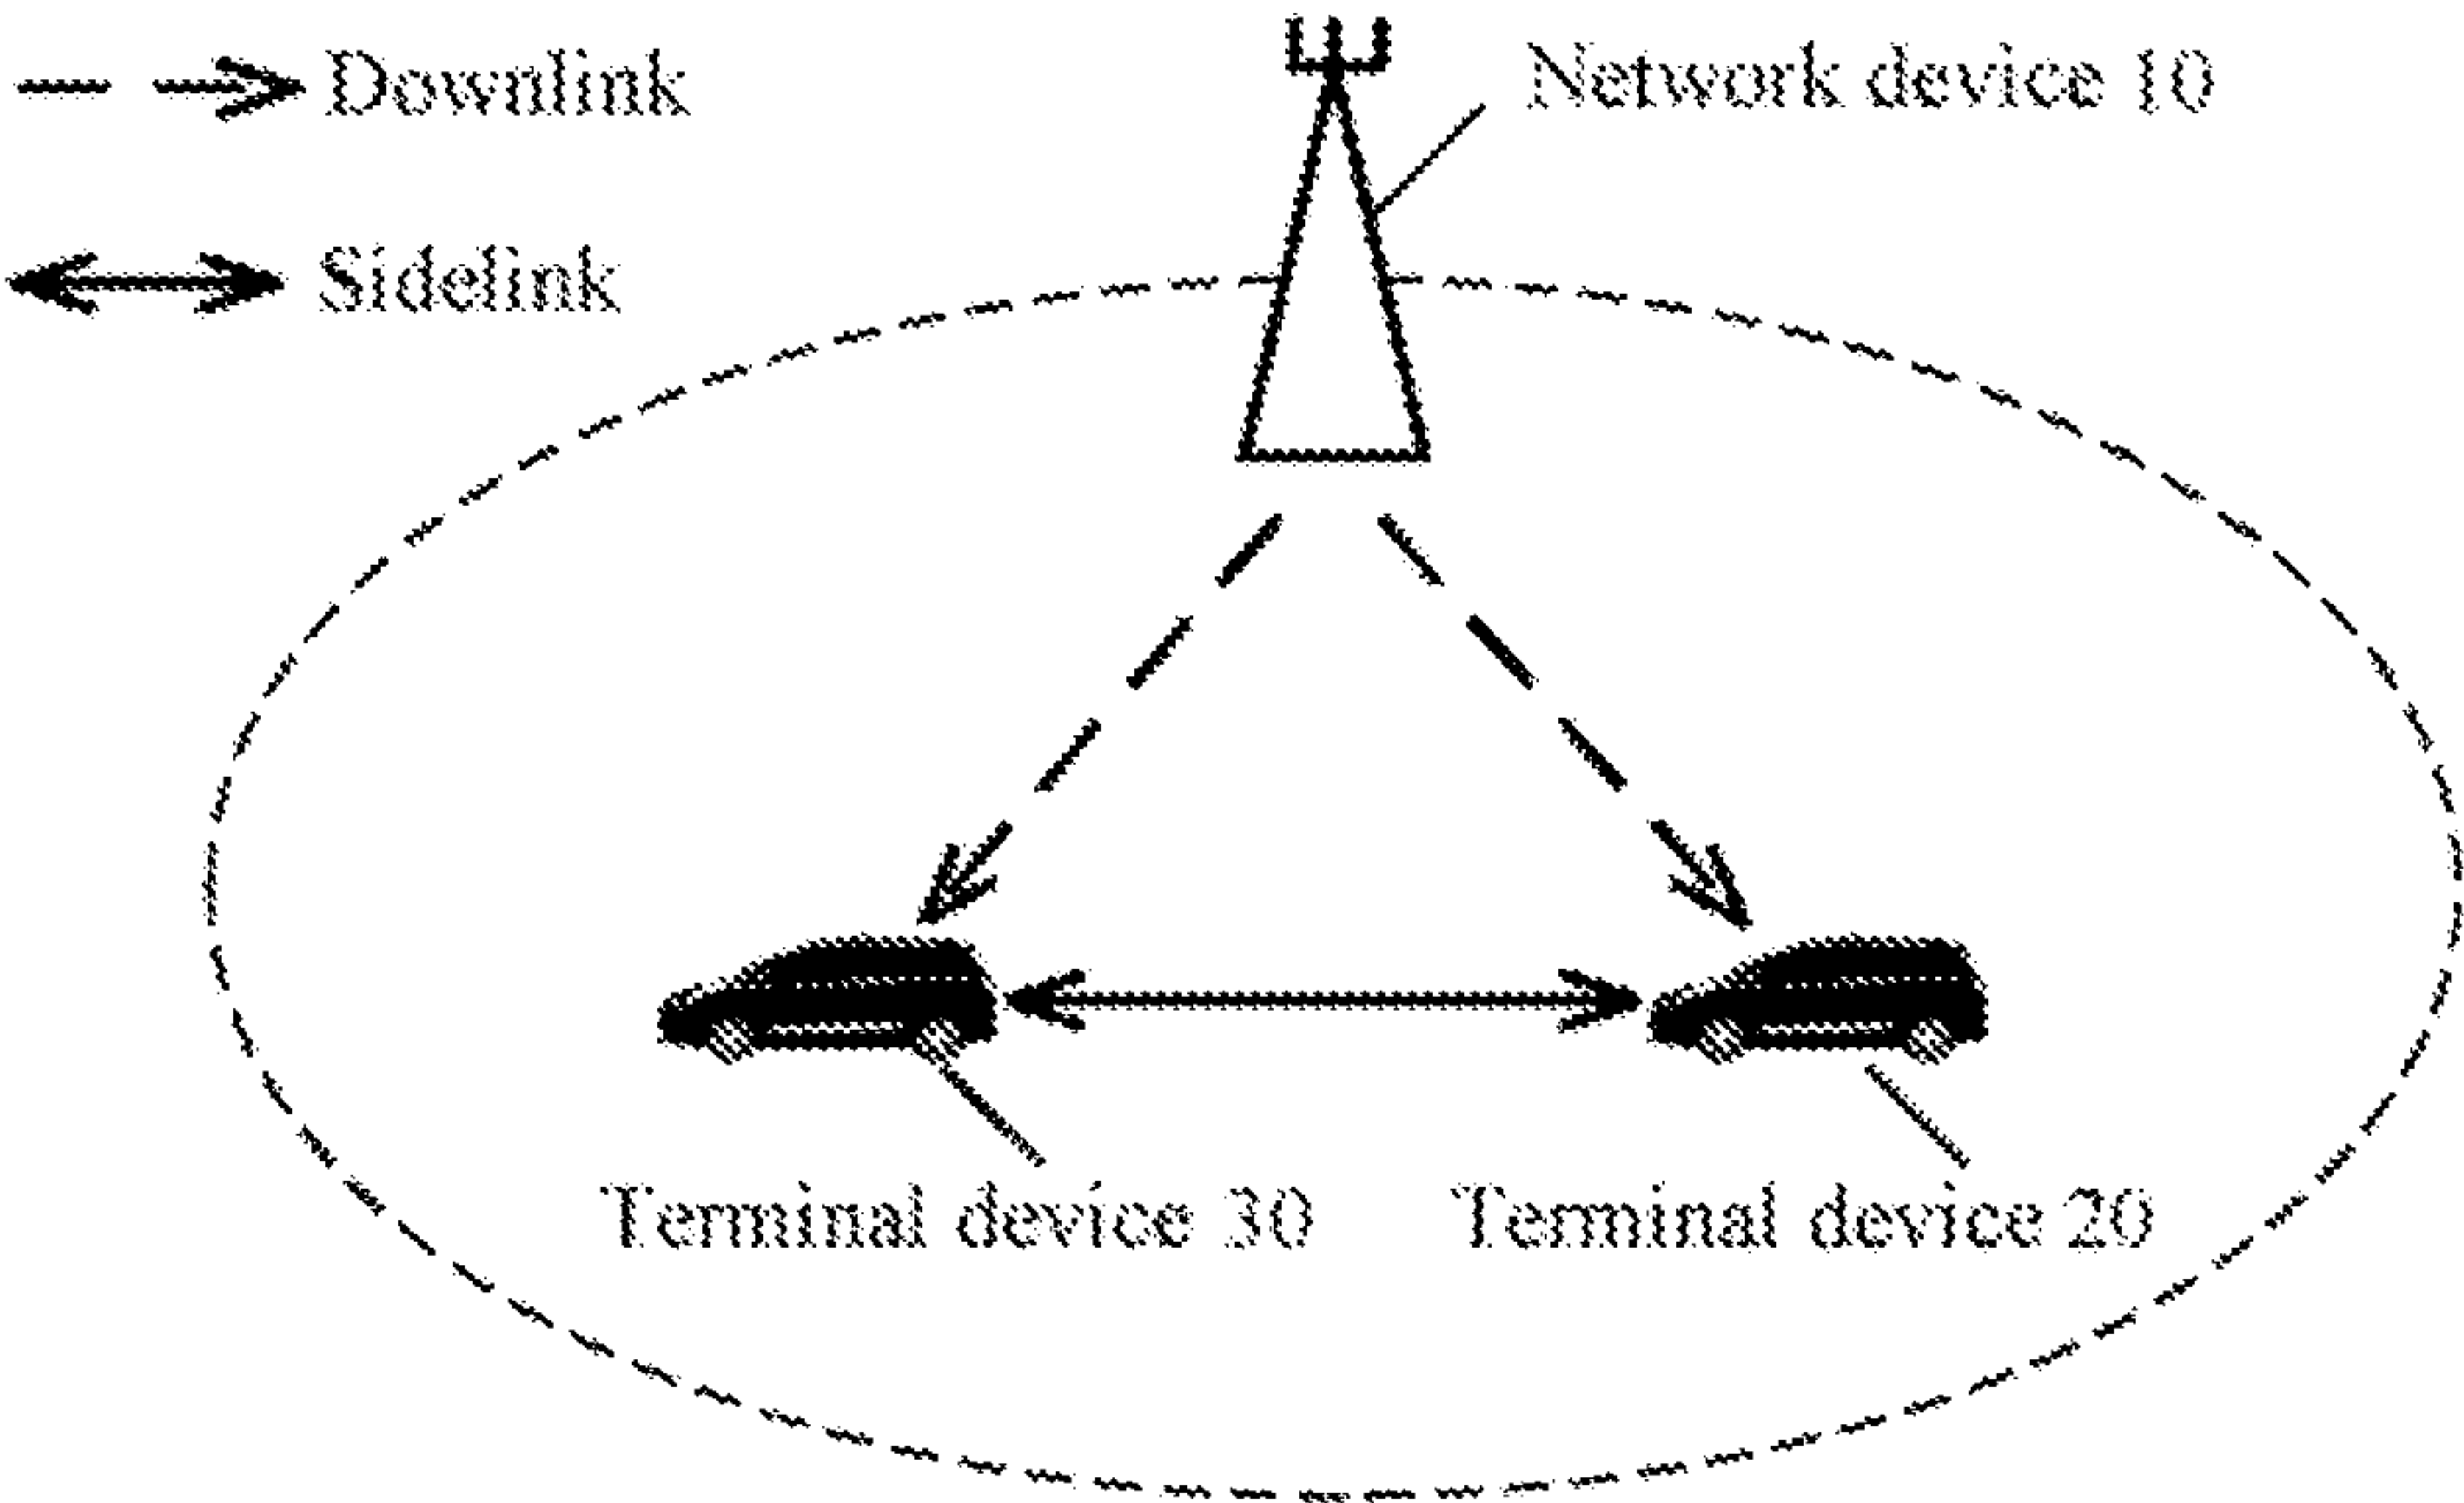 Downlink
Network device 10
Sidelink
Terminal device 30
Terminal device 20